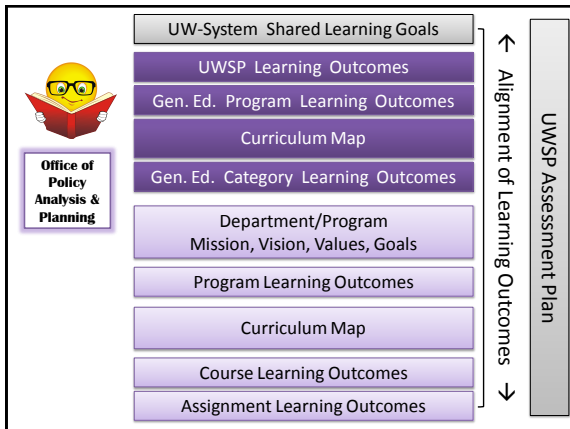 UW-System Shared Learning Goals
UWSP Learning Outcomes
Gen. Ed. Program Learning Outcomes
Curriculum Map
Gen. Ed. Category Learning Outcomes
Office of
Policy
Analysis &
Planning
Department/Program
Mission, Vision, Values, Goals
Program Learning Outcomes
Curriculum Map
Course Learning Outcomes
Assignment Learning Outcomes
← Alignment of Learning Outcomes →
UWSP Assessment Plan